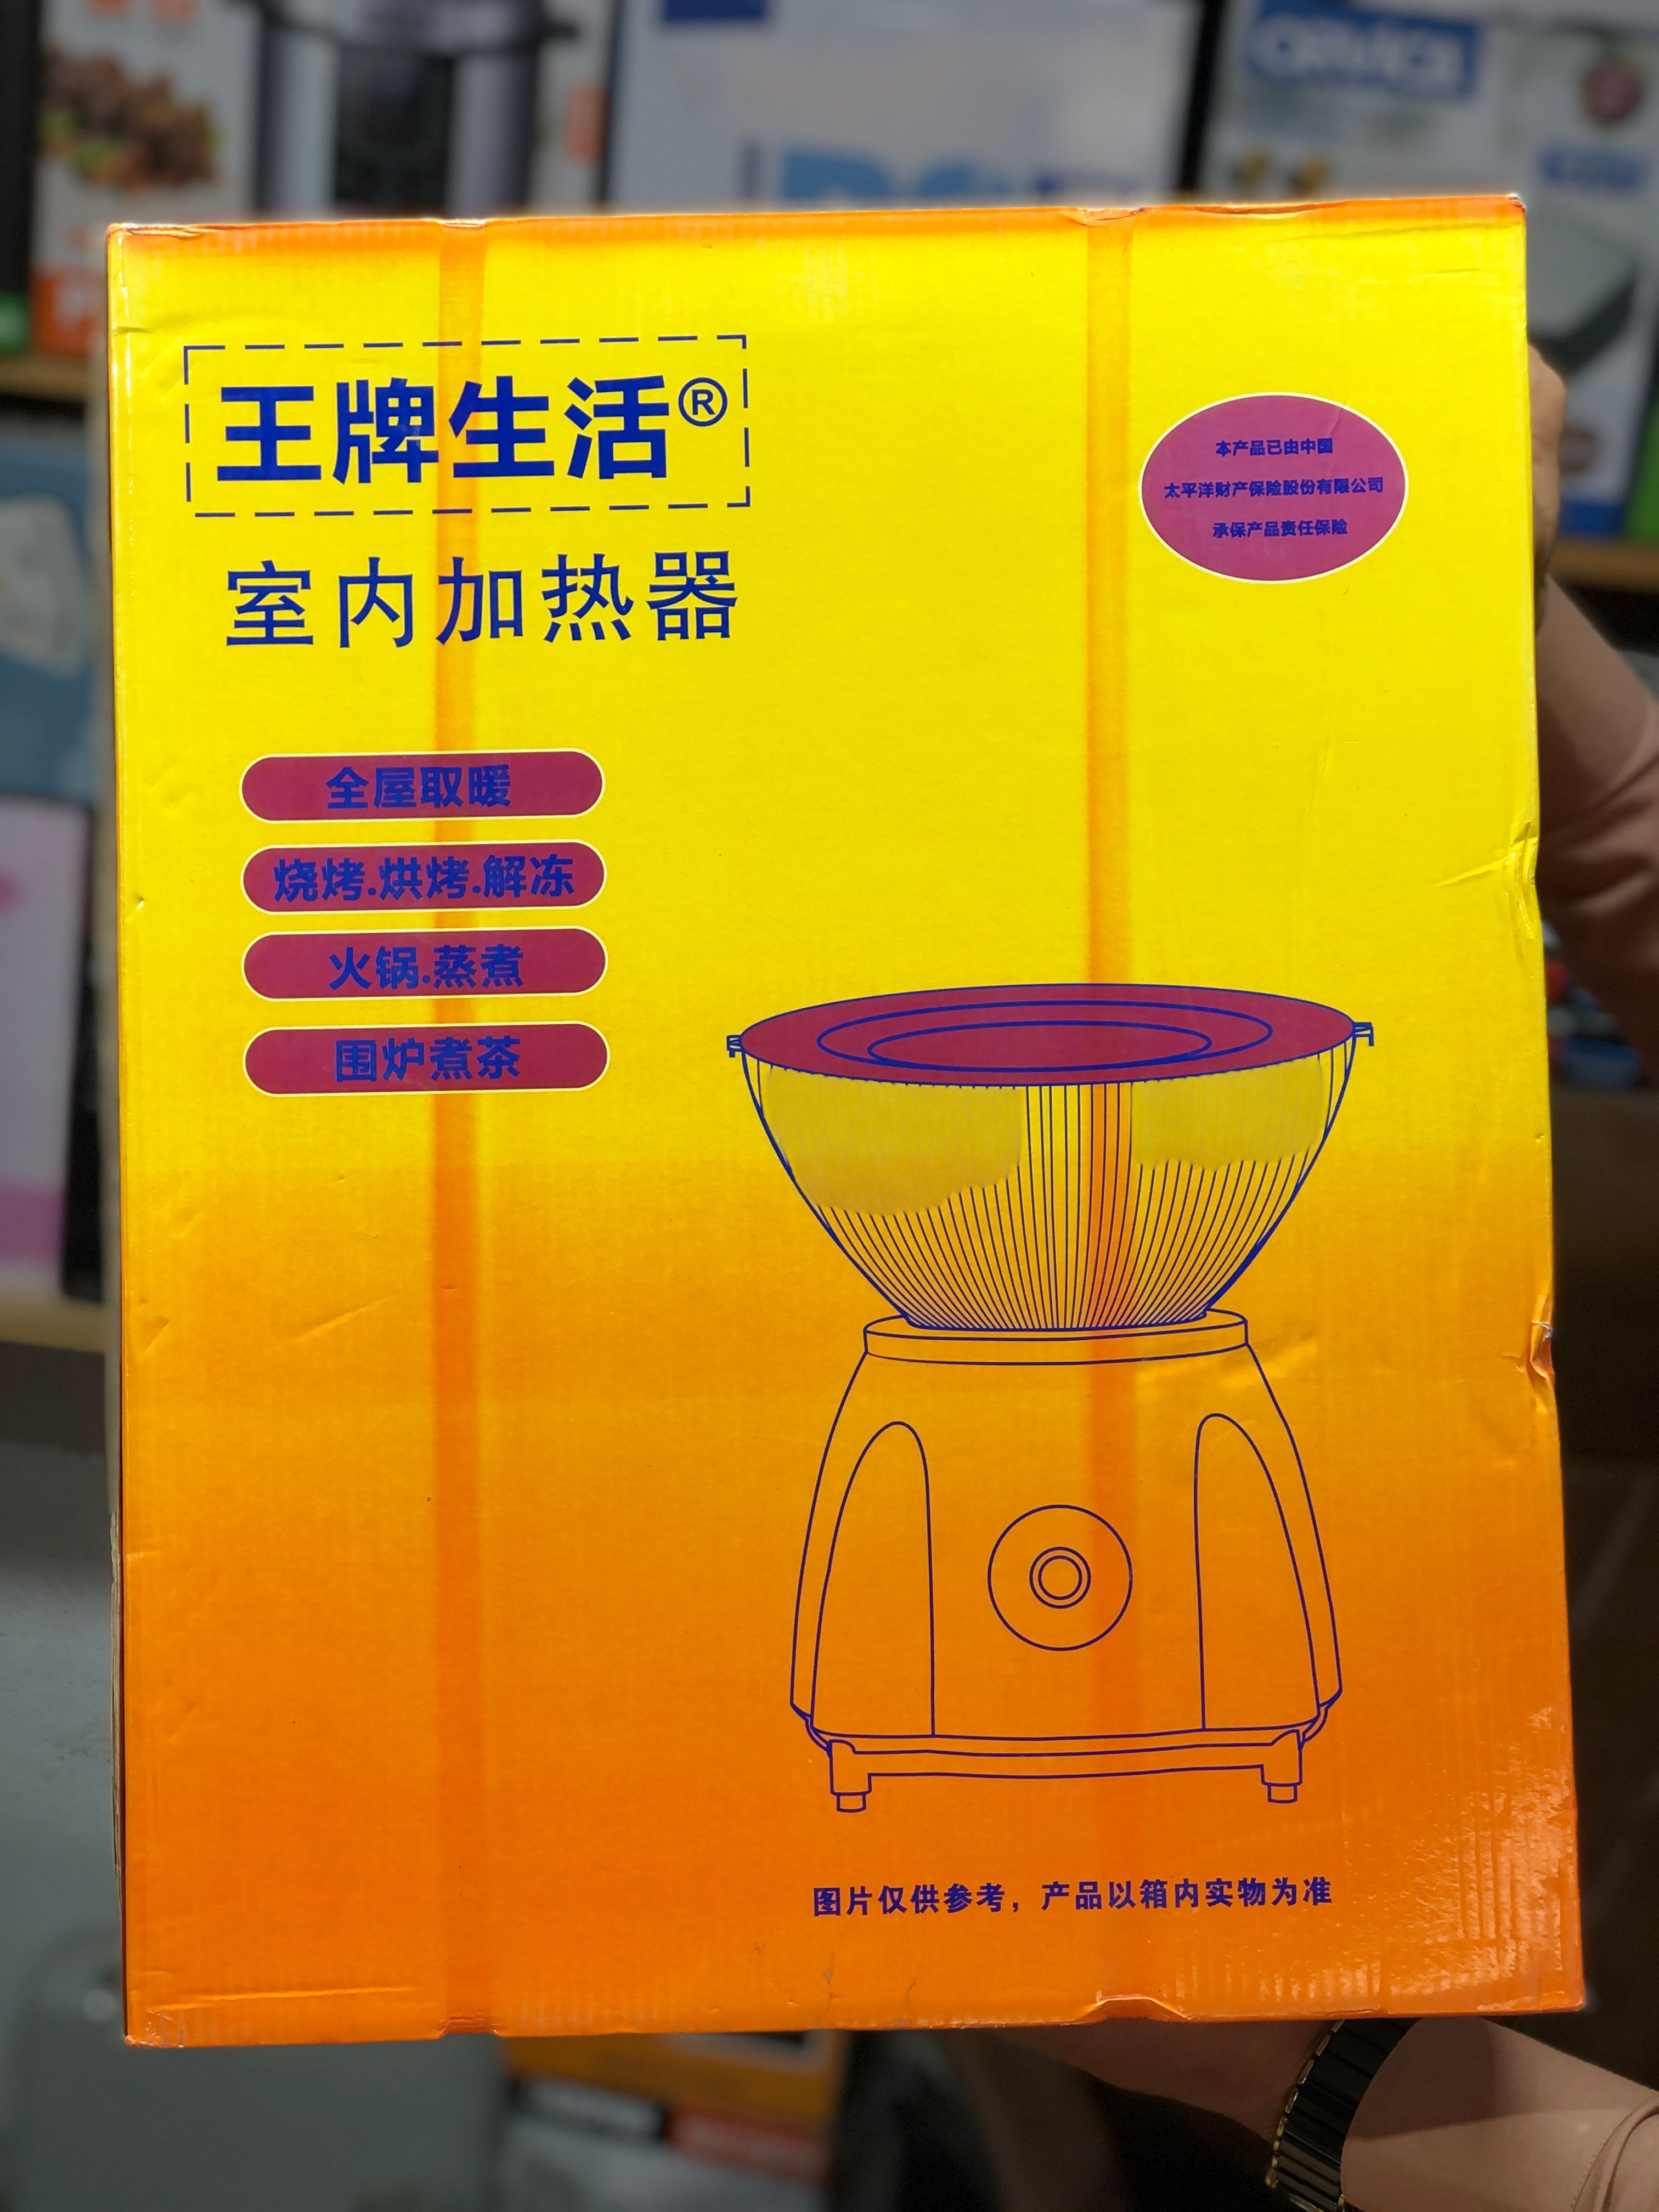 王牌生活®
室内加热器
本产品已由中国
太平洋财产保险股份有限公司
承保产品责任保险
全屋取暖
烧烤.烘烤.解冻
火锅.蒸煮
围炉煮茶
图片仅供参考，产品以箱内实物为准